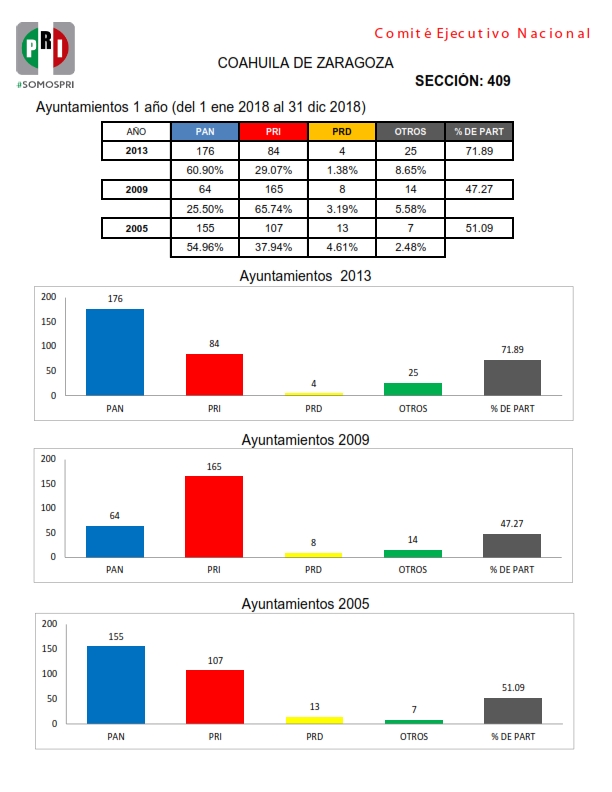 Comité Ejecutivo Nacional
PRI
#SOMOSPRI
COAHUILA DE ZARAGOZA
SECCIÓN: 409
Ayuntamientos 1 año (del 1 ene 2018 al 31 dic 2018)
AÑO PAN PRI PRD OTROS % DE PART
2013 176 84 4 25 71.89
60.90% 29.07% 1.38% 8.65%
2009 64 165 8 14 47.27
25.50% 65.74% 3.19% 5.58%
2005 155 107 13 7 51.09
54.96% 37.94% 4.61% 2.48%
Ayuntamientos 2013
200
150
100
50
0
176 84 4 25 71.89
PAN PRI PRD OTROS % DE PART
Ayuntamientos 2009
200
150
100
50
0
64 165 8 14 47.27
PAN PRI PRD OTROS % DE PART
Ayuntamientos 2005
200
150
100
50
0
155 107 13 7 51.09
PAN PRI PRD OTROS % DE PART